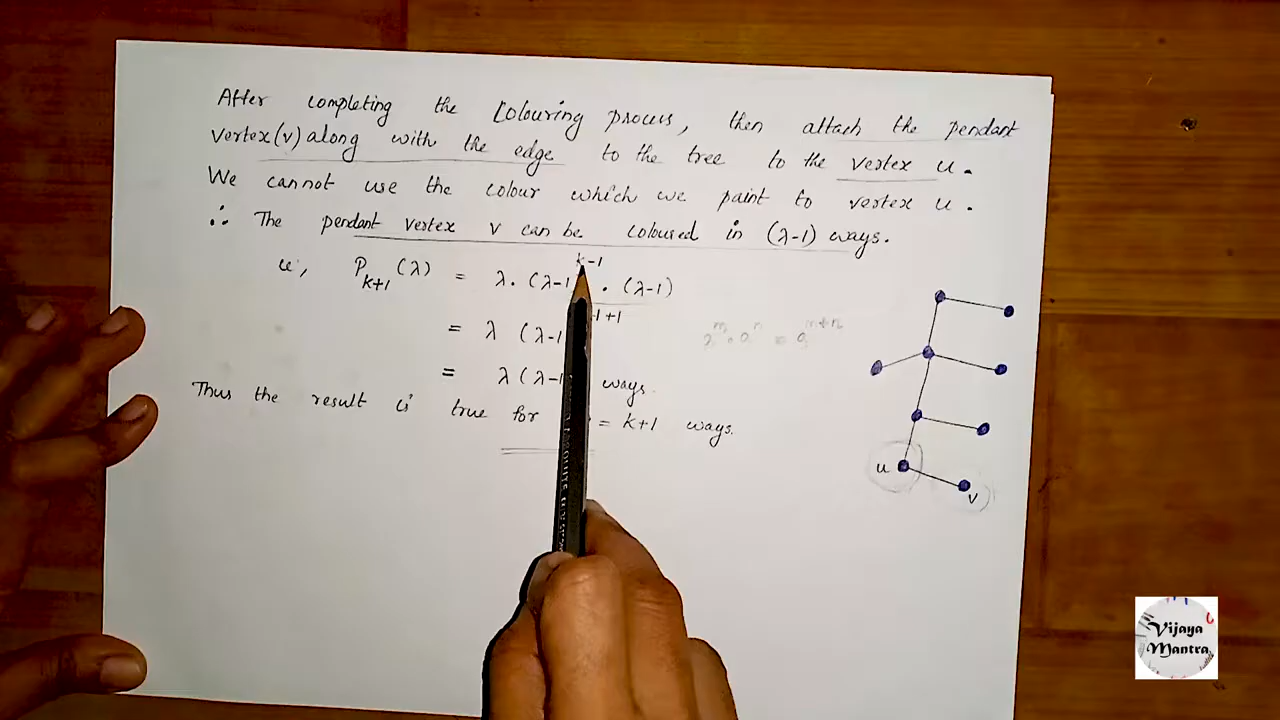 After completing the Colouring process, then attach the pendant
vertex(v) along with the edge to the tree to the vertex u.
We cannot use the colour which we paint to vertex u.
∴ The pendant vertex v can be coloured in (λ-1) ways.
ie, P_{k+1}(λ) = λ.(λ-1)^{k-1}.(λ-1)
= λ (λ-1 -1+1
a^m . a^n = a^{m+n}
= λ(λ-1 ways.
Thus the result is true for = k+1 ways.
u
v
Vijaya
Mantra